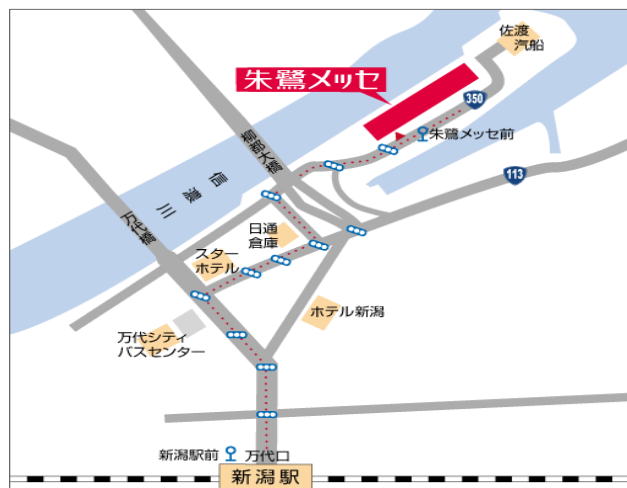 佐渡
汽船
朱鷺メッセ
350
朱鷺メッセ前
柳都大橋
113
信濃川
万代橋
日通
倉庫
スター
ホテル
ホテル新潟
万代シティ
バスセンター
新潟駅前
万代口
新潟駅